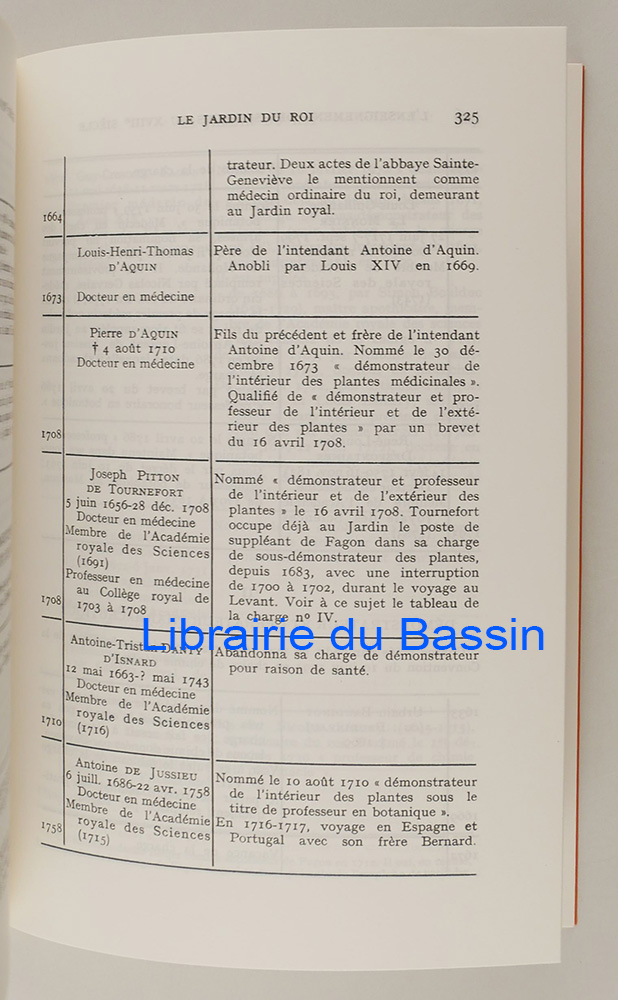 LE JARDIN DU ROI 325
trateur. Deux actes de l'abbaye Sainte-
Geneviève le mentionnent comme
médecin ordinaire du roi, demeurant
au Jardin royal.
1664
Louis-Henri-Thomas
D'AQUIN
1673
Docteur en médecine
Père de l'intendant Antoine d'Aquin.
Anobli par Louis XIV en 1669.
Pierre D'AQUIN
† 4 août 1710
Docteur en médecine
1708
Fils du précédent et frère de l'intendant
Antoine d'Aquin. Nommé le 30 dé-
cembre 1673 « démonstrateur de
l'intérieur des plantes médicinales ».
Qualifié de « démonstrateur et pro-
fesseur de l'intérieur et de l'exté-
rieur des plantes » par un brevet
du 16 avril 1708.
Joseph PITTON
DE TOURNEFORT
5 juin 1656-28 déc. 1708
Docteur en médecine
Membre de l'Académie
royale des Sciences
(1691)
Professeur en médecine
au Collège royal de
1703 à 1708
1708
Nommé « démonstrateur et professeur
de l'intérieur et de l'extérieur des
plantes » le 16 avril 1708. Tournefort
occupe déjà au Jardin le poste de
suppléant de Fagon dans sa charge
de sous-démonstrateur des plantes,
depuis 1683, avec une interruption
de 1700 à 1702, durant le voyage au
Levant. Voir à ce sujet le tableau de
la charge nº IV.
Librairie du Bassin
Antoine-Tristan DANTY
D'ISNARD
12 mai 1663-? mai 1743
Docteur en médecine
Membre de l'Académie
royale des Sciences
(1716)
1710
Abandonna sa charge de démonstrateur
pour raison de santé.
Antoine DE JUSSIEU
6 juill. 1686-22 avr. 1758
Docteur en médecine
Membre de l'Académie
royale des Sciences
(1715)
1758
Nommé le 10 août 1710 « démonstrateur
de l'intérieur des plantes sous le
titre de professeur en botanique ».
En 1716-1717, voyage en Espagne et
Portugal avec son frère Bernard.